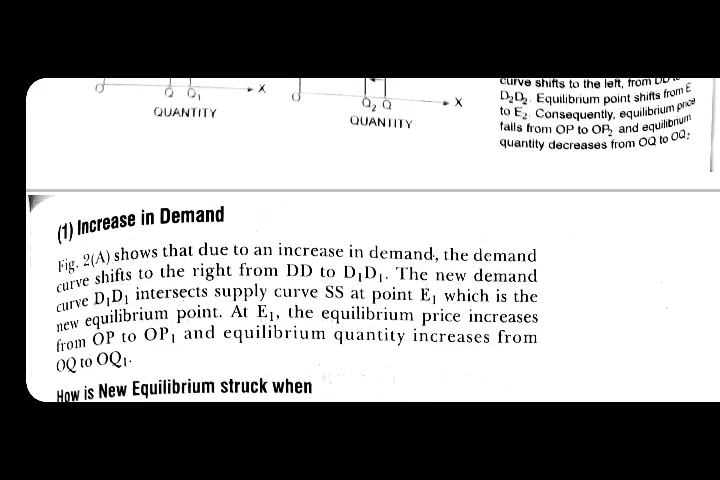 O Q Q₁ X
QUANTITY
O Q₂ Q X
QUANTITY
curve shifts to the left, from DD to
D₂D₂. Equilibrium point shifts from E
to E₂. Consequently, equilibrium price
falls from OP to OP₂ and equilibrium
quantity decreases from OQ to OQ₂
(1) Increase in Demand
Fig. 2(A) shows that due to an increase in demand, the demand
curve shifts to the right from DD to D₁D₁. The new demand
curve D₁D₁ intersects supply curve SS at point E₁ which is the
new equilibrium point. At E₁, the equilibrium price increases
from OP to OP₁ and equilibrium quantity increases from
OQ to OQ₁.
How is New Equilibrium struck when